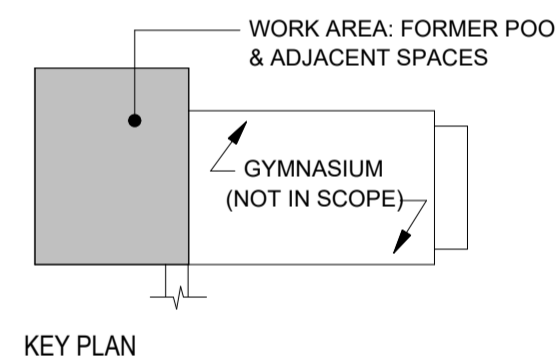 WORK AREA: FORMER POO
& ADJACENT SPACES
GYMNASIUM
(NOT IN SCOPE)
KEY PLAN